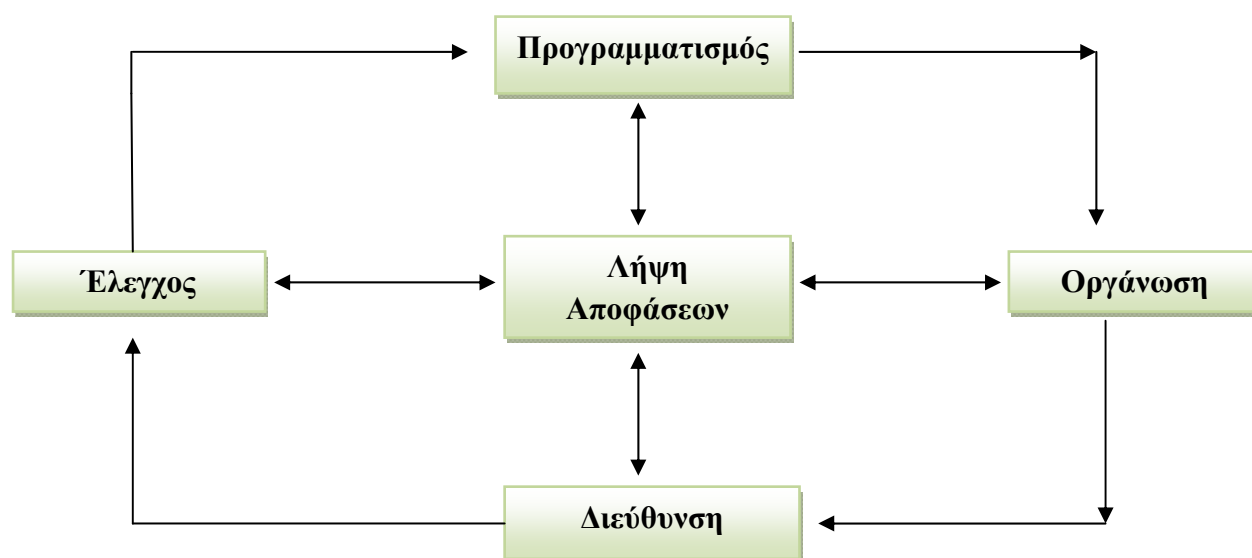 Προγραμματισμός
Έλεγχος
Λήψη
Αποφάσεων
Οργάνωση
Διεύθυνση